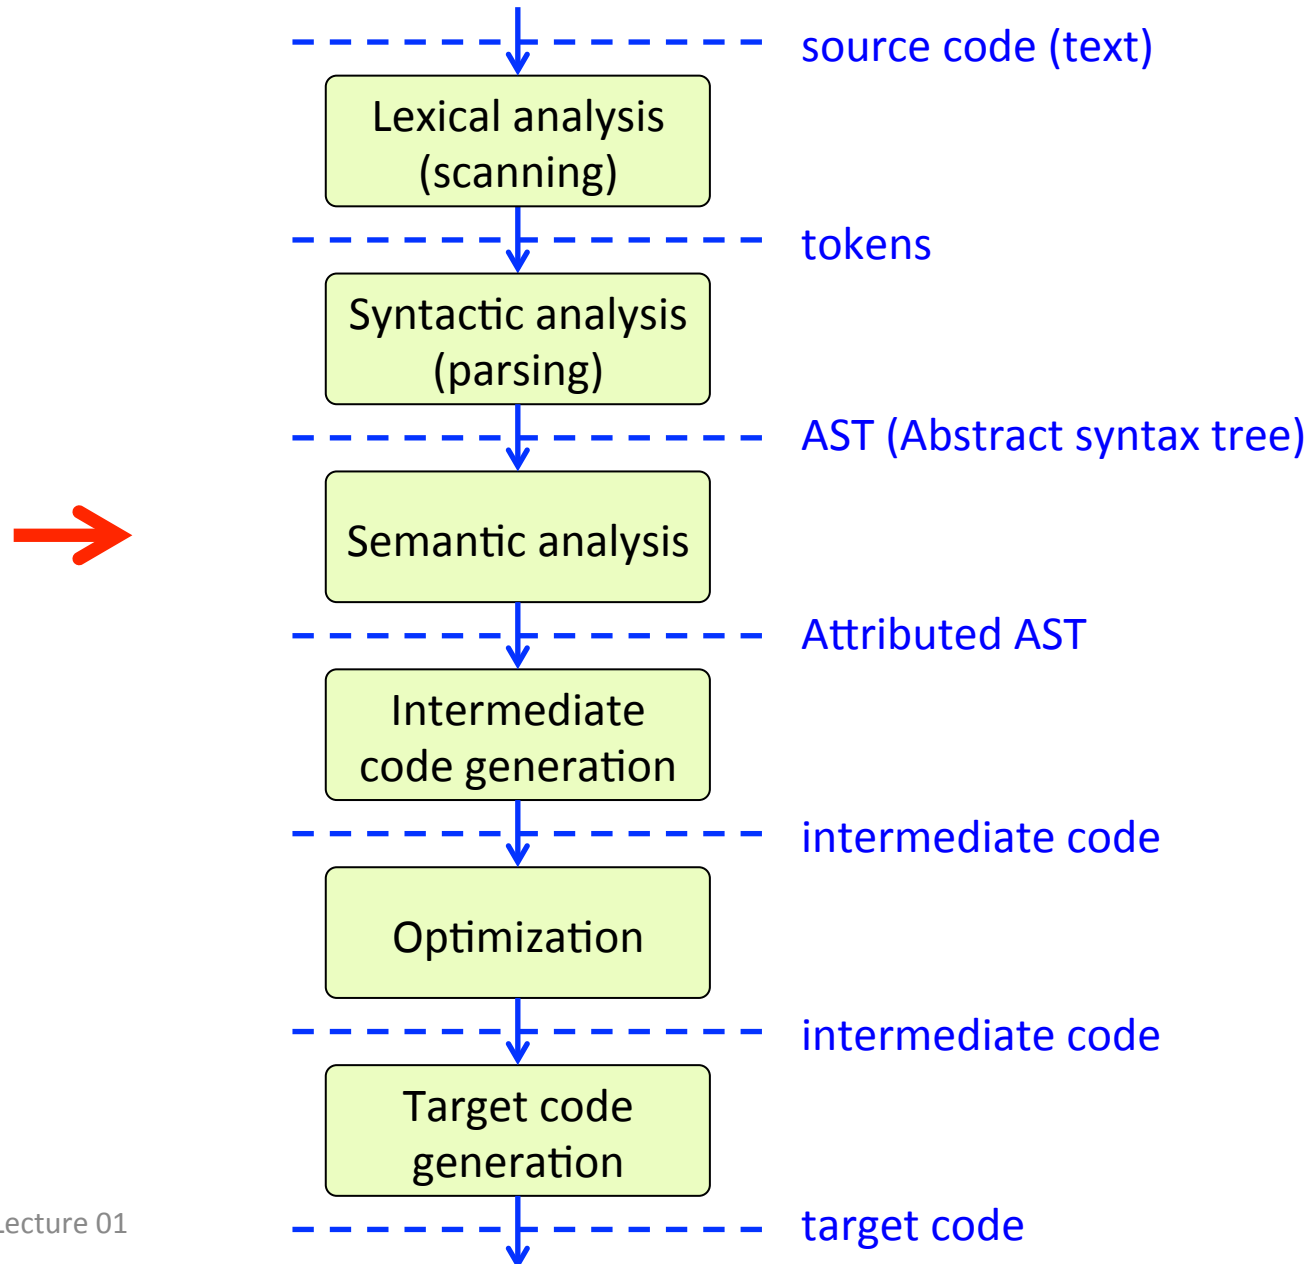 source code (text)
Lexical analysis
(scanning)
tokens
Syntactic analysis
(parsing)
AST (Abstract syntax tree)
Semantic analysis
Attributed AST
Intermediate
code generation
intermediate code
Optimization
intermediate code
Target code
generation
Lecture 01
target code